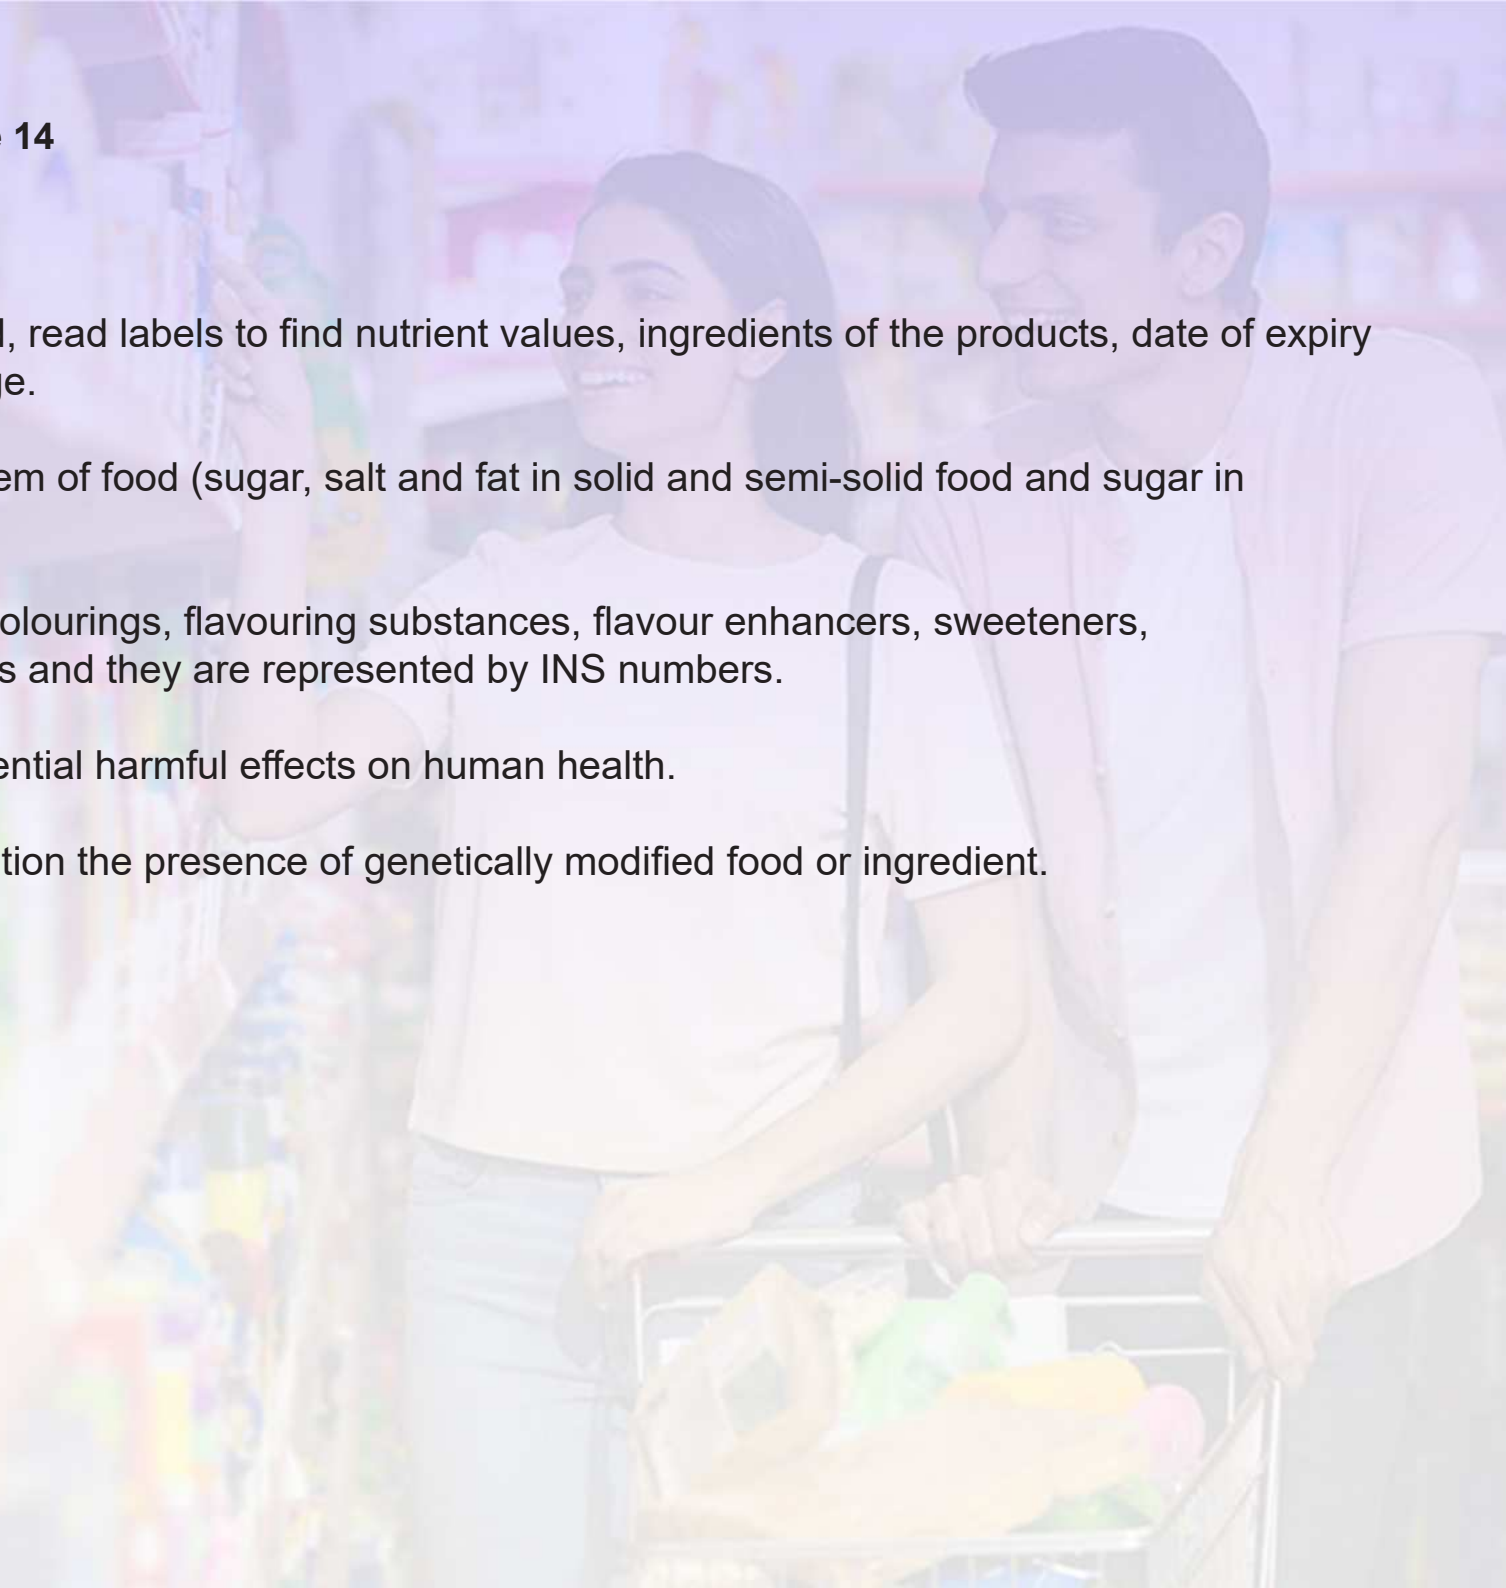 e 14
l, read labels to find nutrient values, ingredients of the products, date of expiry
ge.
em of food (sugar, salt and fat in solid and semi-solid food and sugar in
olourings, flavouring substances, flavour enhancers, sweeteners,
s and they are represented by INS numbers.
ential harmful effects on human health.
tion the presence of genetically modified food or ingredient.